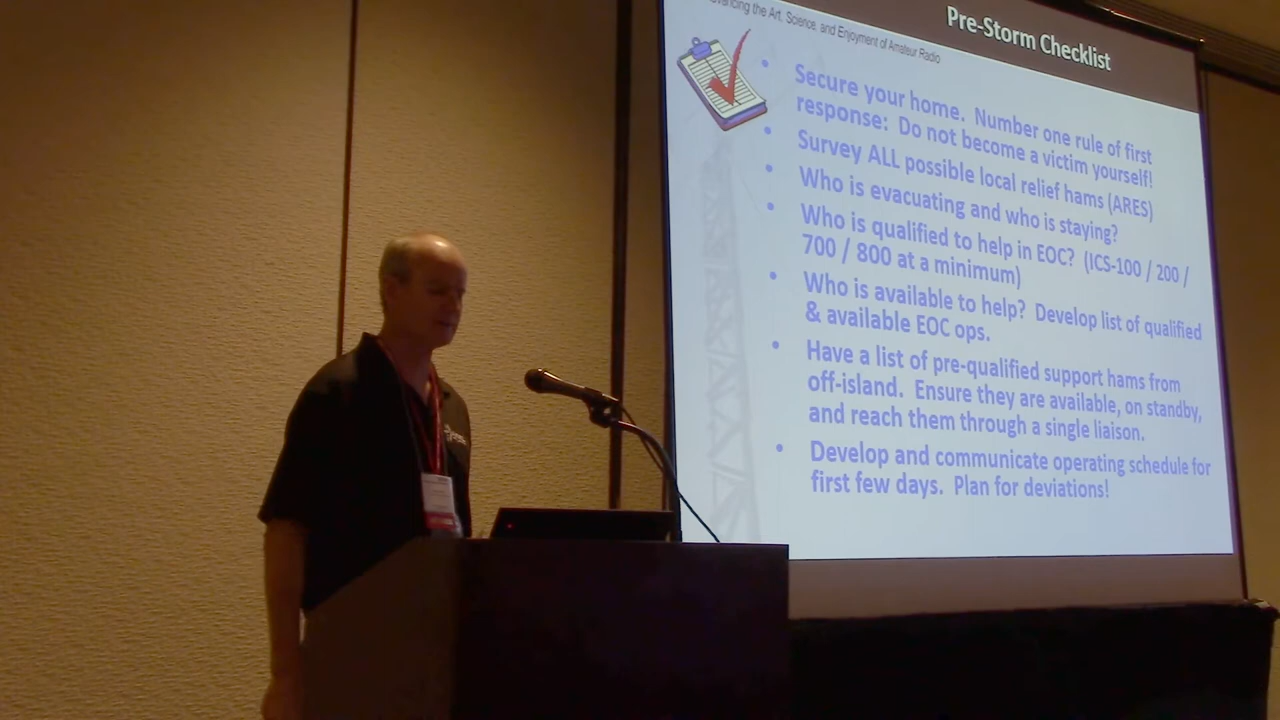 the Art, Science, and Enjoyment of Amateur Radio
Pre-Storm Checklist
• Secure your home. Number one rule of first
response: Do not become a victim yourself!
• Survey ALL possible local relief hams (ARES)
• Who is evacuating and who is staying?
• Who is qualified to help in EOC? (ICS-100 / 200 /
700 / 800 at a minimum)
• Who is available to help? Develop list of qualified
& available EOC ops.
• Have a list of pre-qualified support hams from
off-island. Ensure they are available, on standby,
and reach them through a single liaison.
• Develop and communicate operating schedule for
first few days. Plan for deviations!